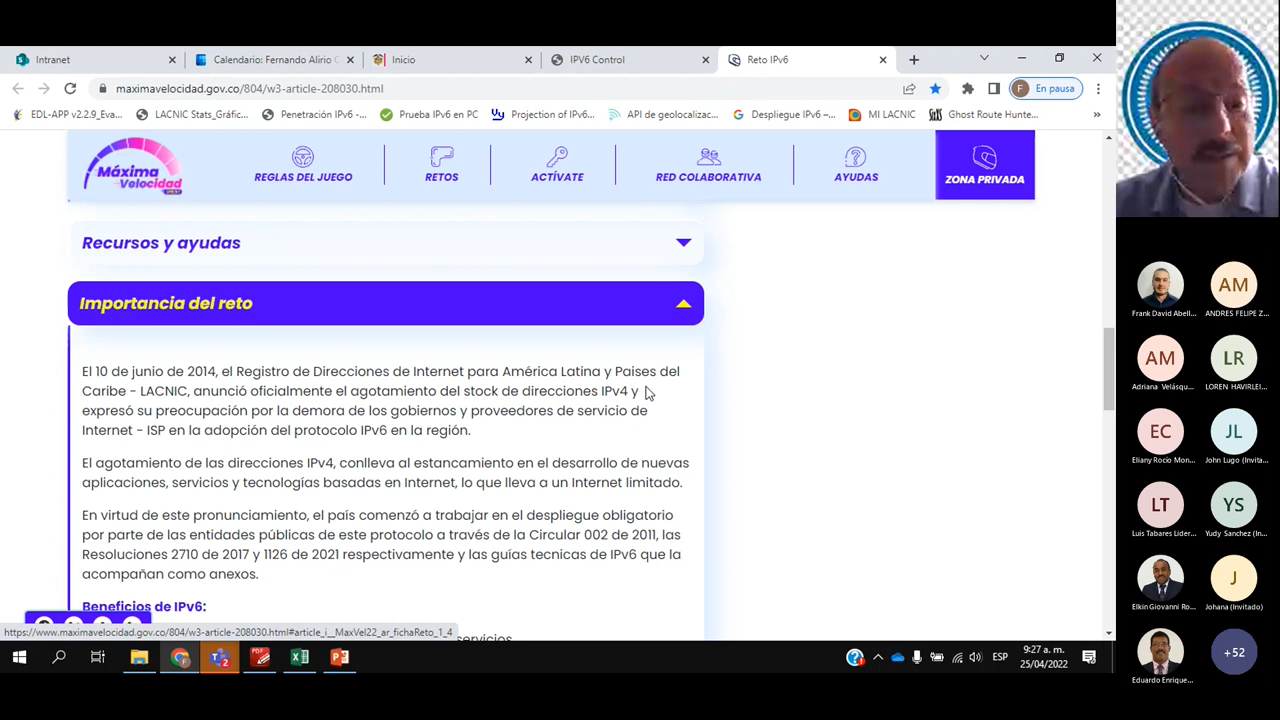 Intranet
Calendario: Fernando Alirio C
Inicio
IPV6 Control
Reto IPv6
maximavelocidad.gov.co/804/w3-article-208030.html
F En pausa
EDL-APP v2.2.9_Eva...
LACNIC Stats_Gráfic...
Penetración IPv6 -...
Prueba IPv6 en PC
Projection of IPv6...
API de geolocalizac...
Despliegue IPv6 –...
MI LACNIC
Ghost Route Hunte...
Máxima
Velocidad
REGLAS DEL JUEGO
RETOS
ACTÍVATE
RED COLABORATIVA
AYUDAS
ZONA PRIVADA
Recursos y ayudas
Importancia del reto
El 10 de junio de 2014, el Registro de Direcciones de Internet para América Latina y Paises del
Caribe - LACNIC, anunció oficialmente el agotamiento del stock de direcciones IPv4 y
expresó su preocupación por la demora de los gobiernos y proveedores de servicio de
Internet - ISP en la adopción del protocolo IPv6 en la región.
El agotamiento de las direcciones IPv4, conlleva al estancamiento en el desarrollo de nuevas
aplicaciones, servicios y tecnologías basadas en Internet, lo que lleva a un Internet limitado.
En virtud de este pronunciamiento, el país comenzó a trabajar en el despliegue obligatorio
por parte de las entidades públicas de este protocolo a través de la Circular 002 de 2011, las
Resoluciones 2710 de 2017 y 1126 de 2021 respectivamente y las guías tecnicas de IPv6 que la
acompañan como anexos.
Beneficios de IPv6:
servicios
https://www.maximavelocidad.gov.co/804/w3-article-208030.html#article_i__MaxVel22_ar_fichaReto_1_4
ESP
9:27 a. m.
25/04/2022
Frank David Abell...
AM
ANDRES FELIPE Z...
AM
Adriana Velásqu...
LR
LOREN HAVIRLEI...
EC
Eliany Rocío Mon...
JL
John Lugo (Invita...
LT
Luis Tabares Lider...
YS
Yudy Sanchez (In...
Elkin Giovanni Ro...
J
Johana (Invitado)
Eduardo Enrique...
+52